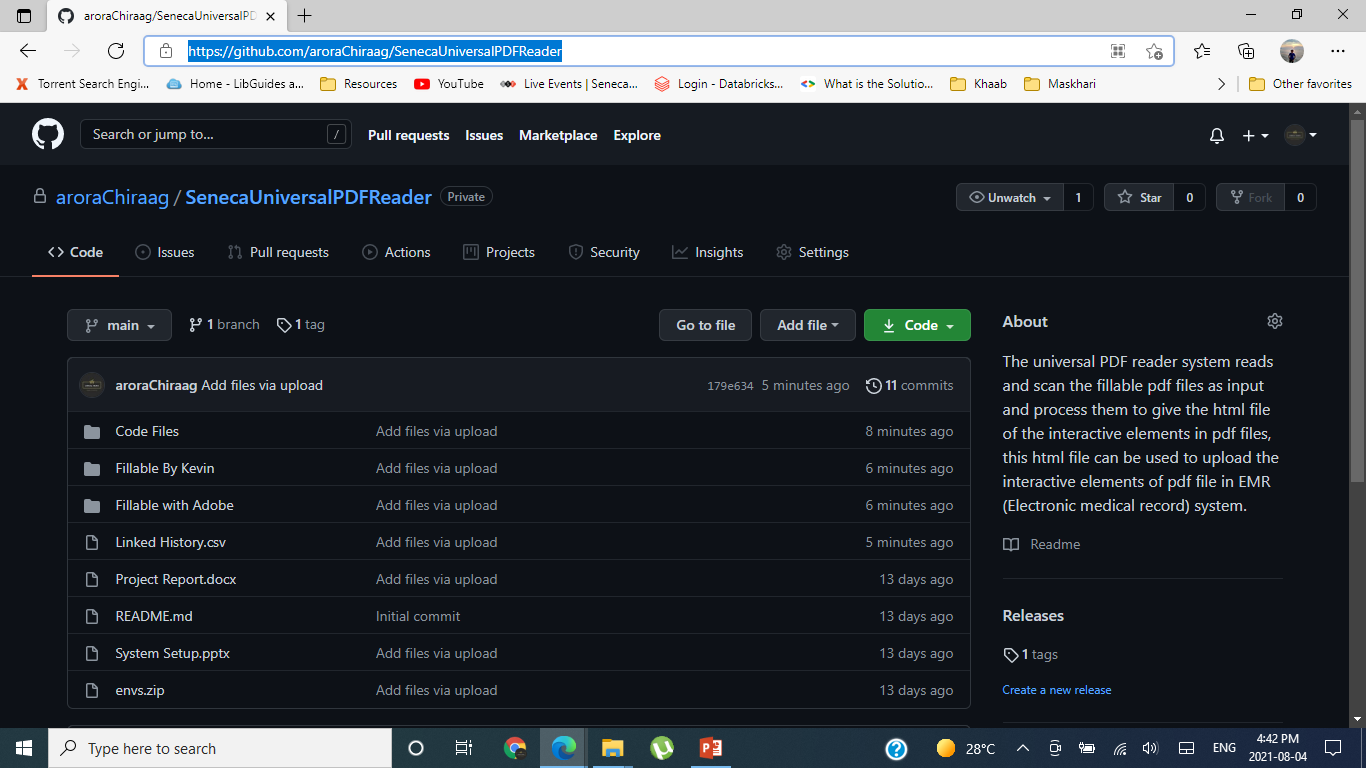 aroraChiraag/SenecaUniversalPD
https://github.com/aroraChiraag/SenecaUniversalPDFReader
Torrent Search Engi... Home - LibGuides a... Resources YouTube Live Events | Seneca... Login - Databricks... What is the Solutio... Khaab Maskhari Other favorites
Search or jump to... / Pull requests Issues Marketplace Explore
aroraChiraag / SenecaUniversalPDFReader Private Unwatch 1 Star 0 Fork 0
Code Issues Pull requests Actions Projects Security Insights Settings
main 1 branch 1 tag Go to file Add file Code
aroraChiraag Add files via upload 179e634 5 minutes ago 11 commits
Code Files Add files via upload 8 minutes ago
Fillable By Kevin Add files via upload 6 minutes ago
Fillable with Adobe Add files via upload 6 minutes ago
Linked History.csv Add files via upload 5 minutes ago
Project Report.docx Add files via upload 13 days ago
README.md Initial commit 13 days ago
System Setup.pptx Add files via upload 13 days ago
envs.zip Add files via upload 13 days ago
About
The universal PDF reader system reads
and scan the fillable pdf files as input
and process them to give the html file
of the interactive elements in pdf files,
this html file can be used to upload the
interactive elements of pdf file in EMR
(Electronic medical record) system.
Readme
Releases
1 tags
Create a new release
Type here to search 28°C ENG 4:42 PM
2021-08-04